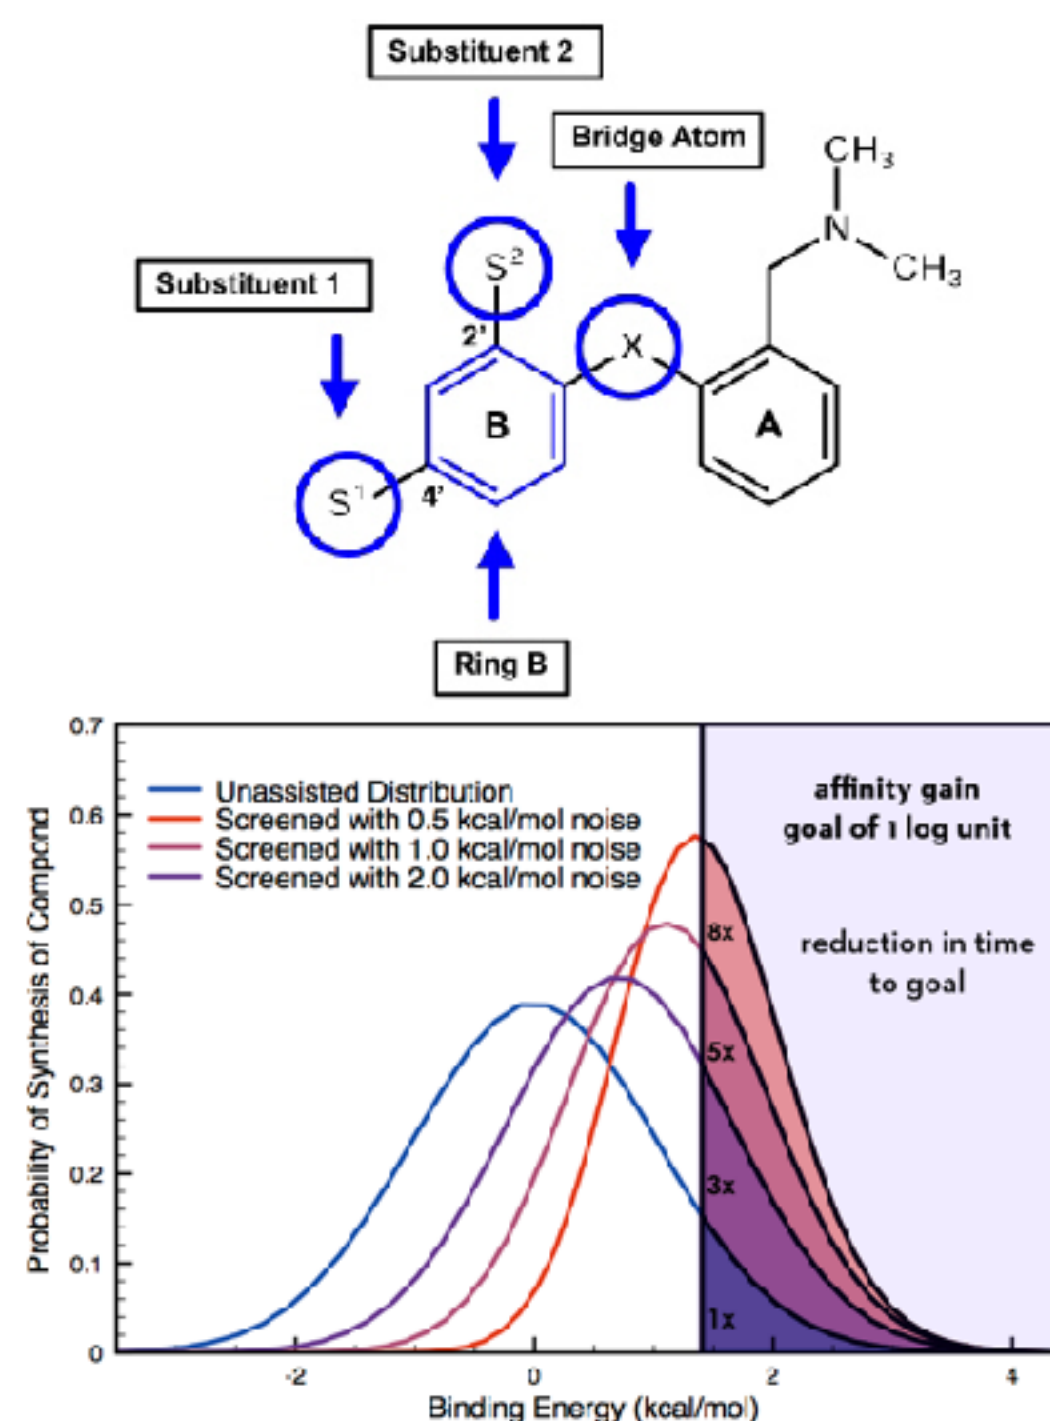 Substituent 2
Bridge Atom
CH₃
N
CH₃
Substituent 1
S²
2'
X
B
A
S¹
4'
Ring B
0.7
0.6
0.5
0.4
0.3
0.2
0.1
0
Probability of Synthesis of Compond
Unassisted Distribution
Screened with 0.5 kcal/mol noise
Screened with 1.0 kcal/mol noise
Screened with 2.0 kcal/mol noise
affinity gain
goal of 1 log unit
reduction in time
to goal
8x
5x
3x
1x
-2
0
2
4
Binding Energy (kcal/mol)